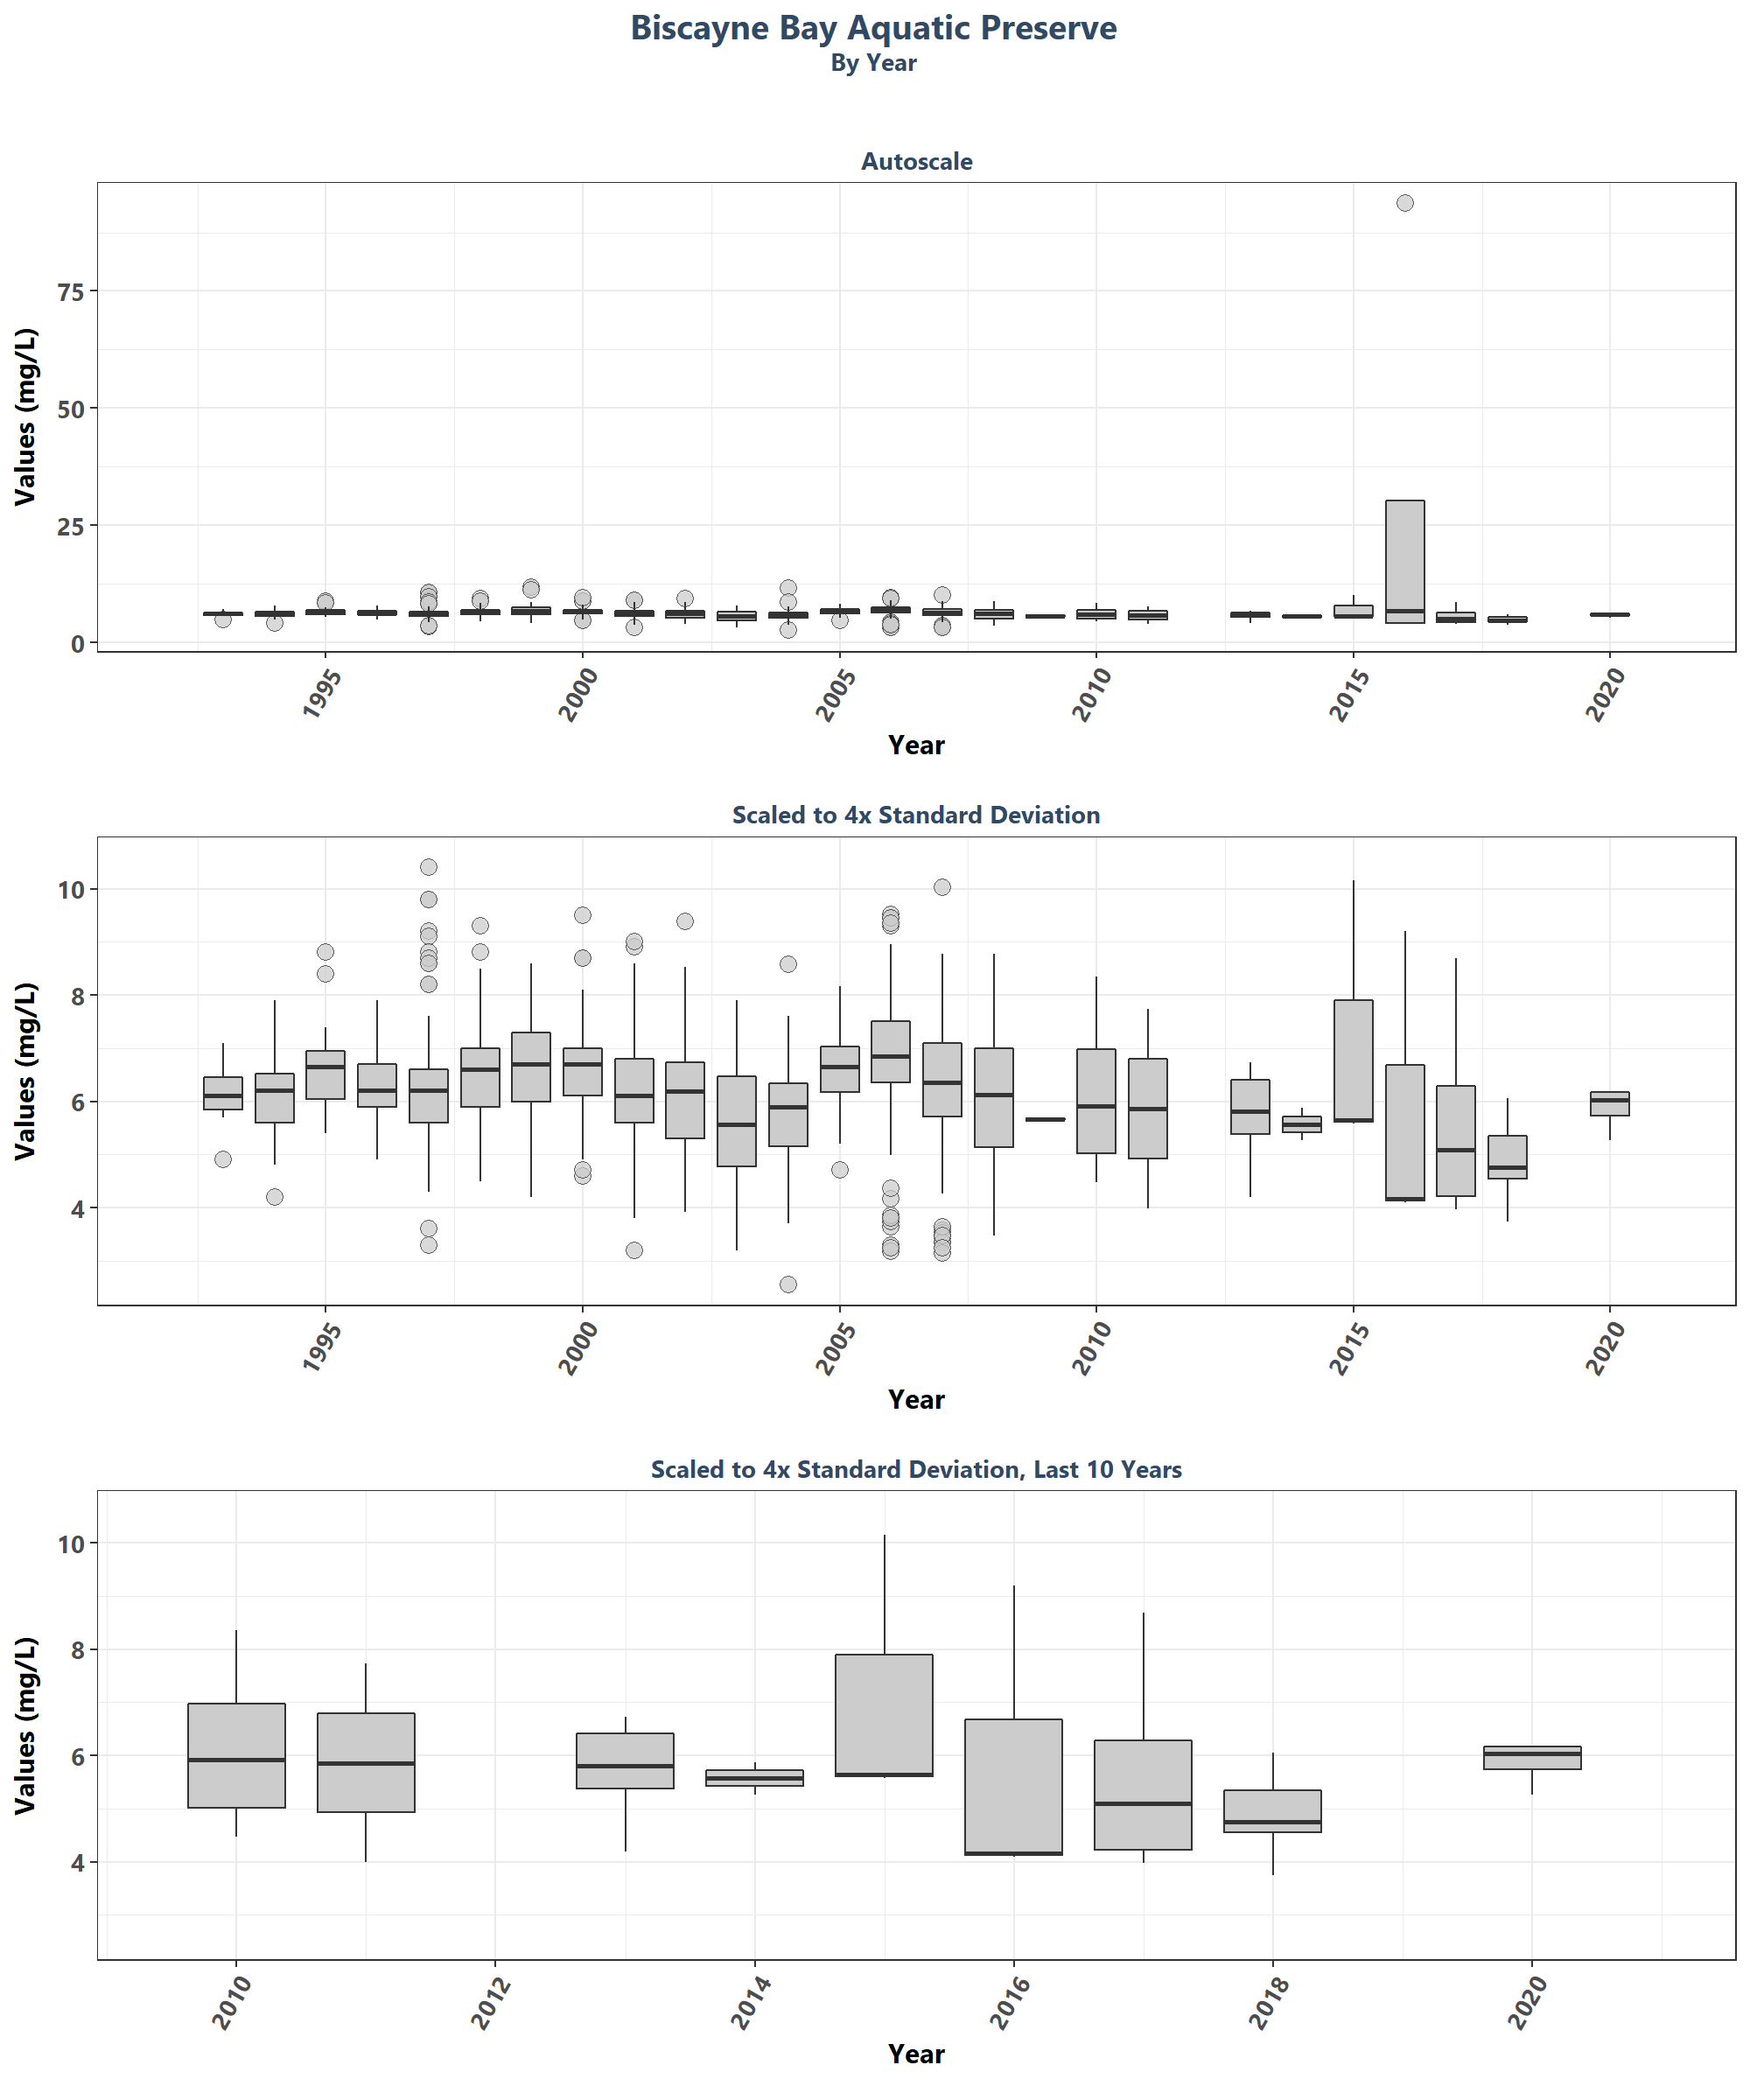 Biscayne Bay Aquatic Preserve
By Year
Autoscale
Values (mg/L)
75
50
25
0
1995 2000 2005 2010 2015 2020
Year
Scaled to 4x Standard Deviation
Values (mg/L)
10
8
6
4
1995 2000 2005 2010 2015 2020
Year
Scaled to 4x Standard Deviation, Last 10 Years
Values (mg/L)
10
8
6
4
2010 2012 2014 2016 2018 2020
Year